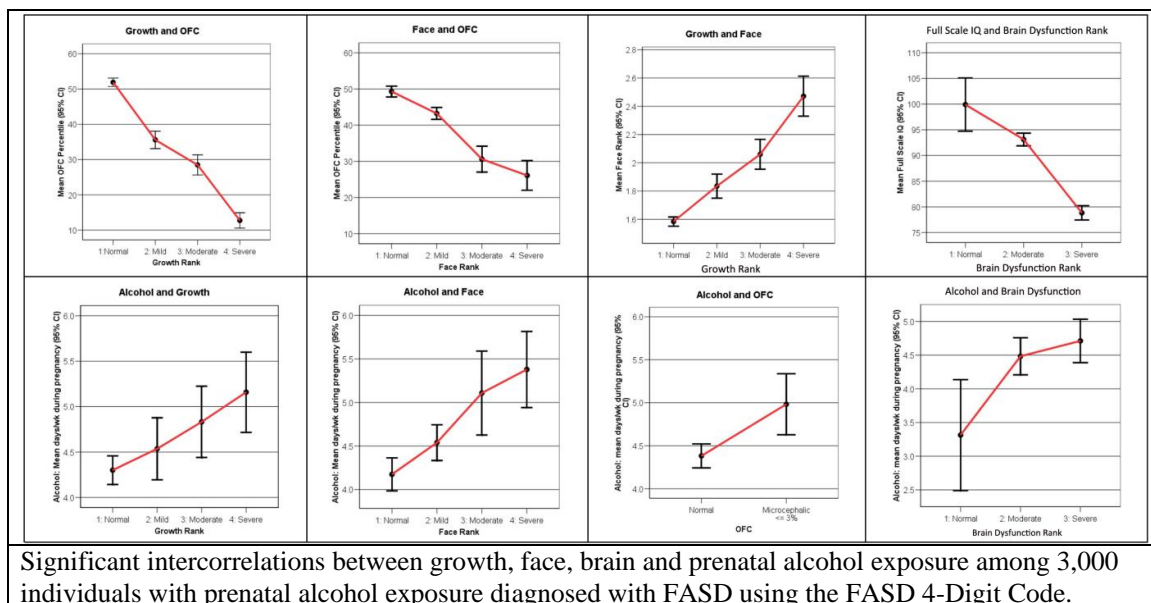 Growth and OFC
Mean OFC Percentile (95% CI)
60
50
40
30
20
10
1:Normal 2: Mild 3: Moderate 4: Severe
Growth Rank
Face and OFC
Mean OFC Percentile (95% CI)
60
50
40
30
20
10
1: Normal 2: Mild 3: Moderate 4: Severe
Face Rank
Growth and Face
Mean Face Rank (95% CI)
2.8
2.6
2.4
2.2
2
1.8
1.6
1: Normal 2: Mild 3: Moderate 4: Severe
Growth Rank
Full Scale IQ and Brain Dysfunction Rank
Mean Full Scale IQ (95% CI)
110
105
100
95
90
85
80
75
1: Normal 2: Moderate 3: Severe
Brain Dysfunction Rank
Alcohol and Growth
Alcohol: Mean days/wk during pregnancy (95% CI)
6.0
5.5
5.0
4.5
4.0
1: Normal 2: Mild 3: Moderate 4: Severe
Growth Rank
Alcohol and Face
Alcohol: Mean days/wk during pregnancy (95% CI)
6.0
5.5
5.0
4.5
4.0
1: Normal 2: Mild 3: Moderate 4: Severe
Face Rank
Alcohol and OFC
Alcohol: mean days/wk during pregnancy (95%
CI)
6.0
5.5
5.0
4.5
4.0
Normal Microcephalic
<= 3%
OFC
Alcohol and Brain Dysfunction
Alcohol: mean days/wk during pregnancy (95% CI)
5.0
4.5
4.0
3.5
3.0
2.5
1: Normal 2: Moderate 3: Severe
Brain Dysfunction Rank
Significant intercorrelations between growth, face, brain and prenatal alcohol exposure among 3,000
individuals with prenatal alcohol exposure diagnosed with FASD using the FASD 4-Digit Code.